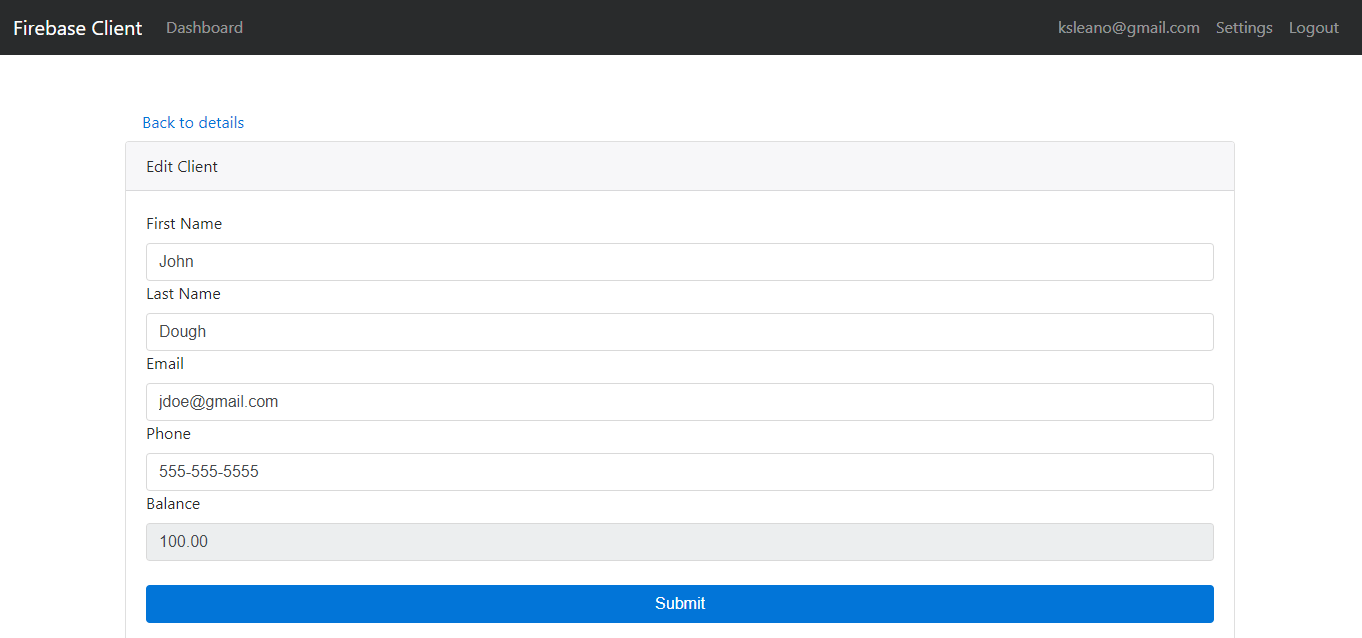 Firebase Client Dashboard ksleano@gmail.com Settings Logout
Back to details
Edit Client
First Name
John
Last Name
Dough
Email
jdoe@gmail.com
Phone
555-555-5555
Balance
100.00
Submit